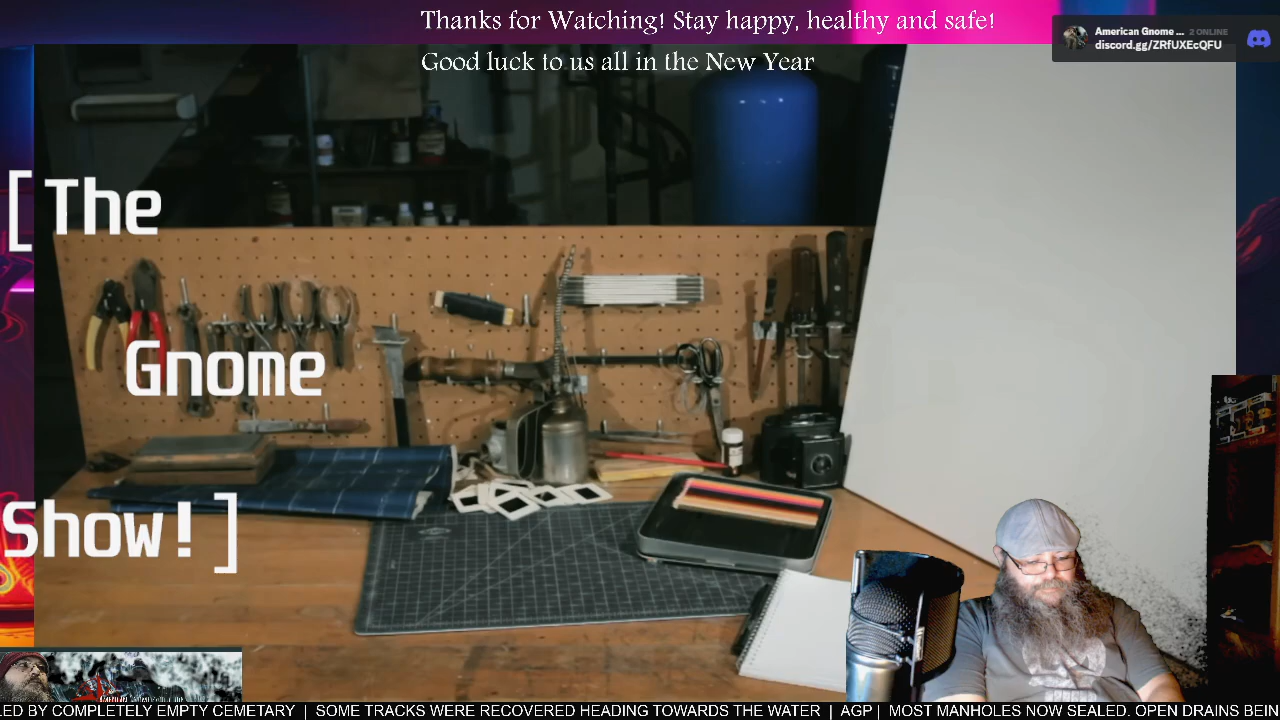 Thanks for Watching! Stay happy, healthy and safe!
Good luck to us all in the New Year
American Gnome ... 2 ONLINE
discord.gg/ZRfUXEcQFU
[ The
Gnome
Show! ]
LED BY COMPLETELY EMPTY CEMETARY | SOME TRACKS WERE RECOVERED HEADING TOWARDS THE WATER | AGP | MOST MANHOLES NOW SEALED. OPEN DRAINS BEIN